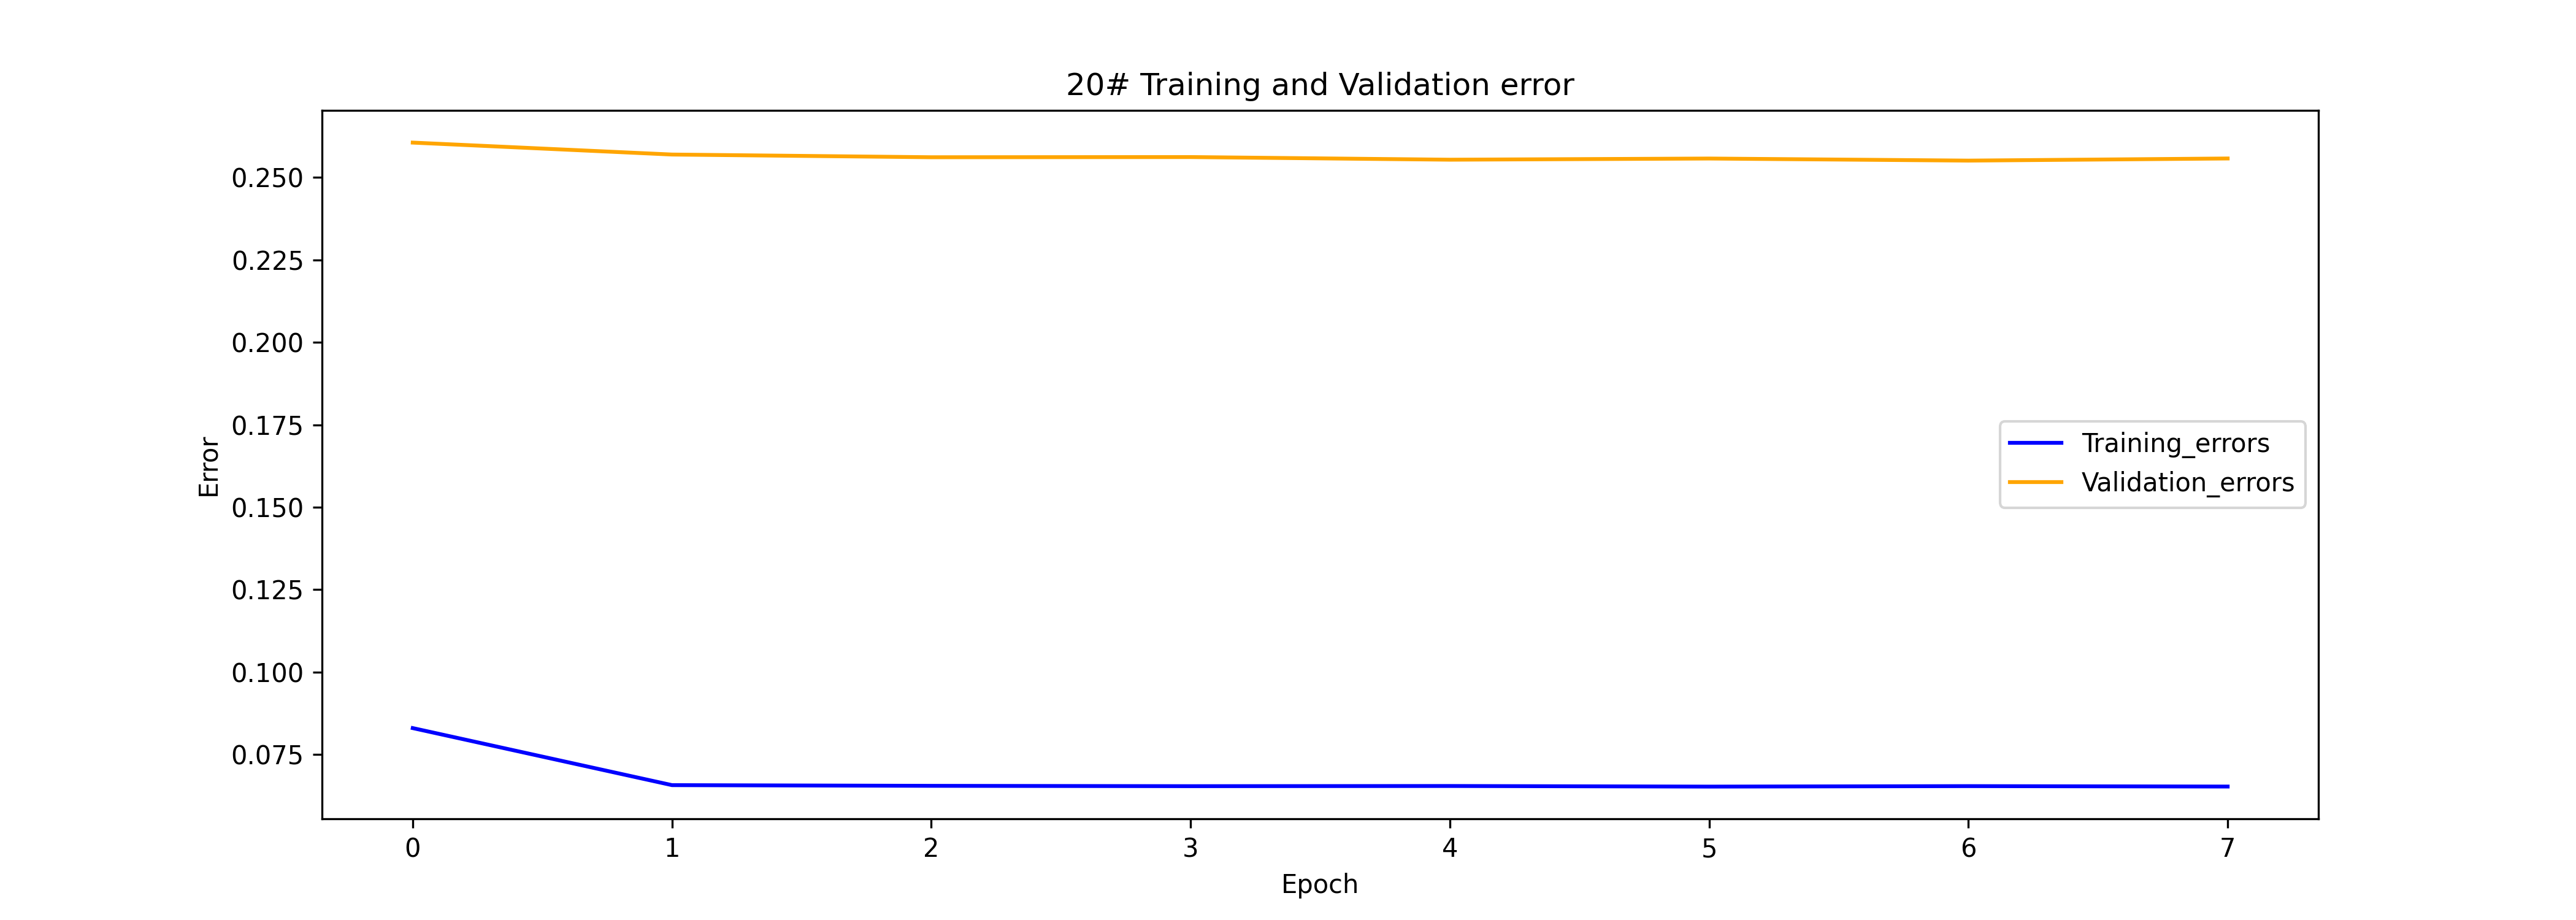 20# Training and Validation error
0.250
0.225
0.200
0.175
0.150
0.125
0.100
0.075
Error
Training_errors
Validation_errors
0 1 2 3 4 5 6 7
Epoch